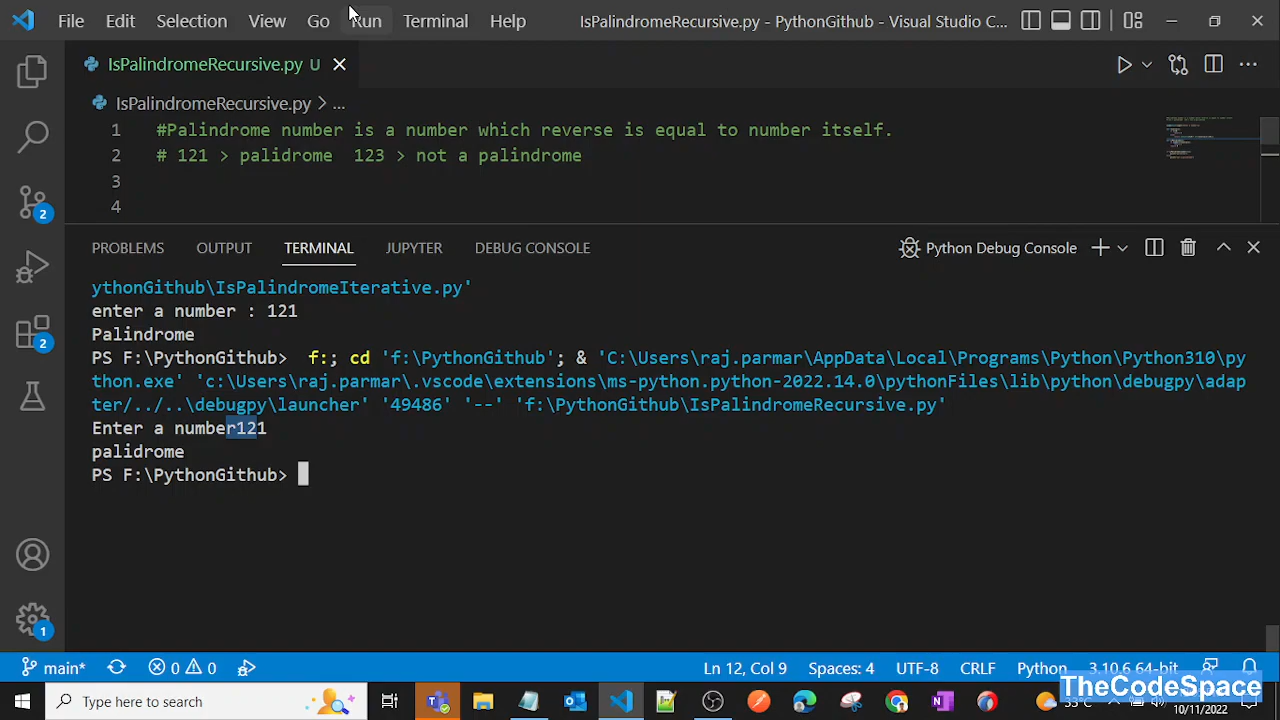 File Edit Selection View Go Run Terminal Help IsPalindromeRecursive.py - PythonGithub - Visual Studio C...
IsPalindromeRecursive.py U
IsPalindromeRecursive.py > ...
1 #Palindrome number is a number which reverse is equal to number itself.
2 # 121 > palidrome  123 > not a palindrome
3
4
PROBLEMS OUTPUT TERMINAL JUPYTER DEBUG CONSOLE Python Debug Console
ythonGithub\IsPalindromeIterative.py'
enter a number : 121
Palindrome
PS F:\PythonGithub>  f:; cd 'f:\PythonGithub'; & 'C:\Users\raj.parmar\AppData\Local\Programs\Python\Python310\py
thon.exe' 'c:\Users\raj.parmar\.vscode\extensions\ms-python.python-2022.14.0\pythonFiles\lib\python\debugpy\adap
ter/../..\debugpy\launcher' '49486' '--' 'f:\PythonGithub\IsPalindromeRecursive.py'
Enter a number121
palidrome
PS F:\PythonGithub>
2
2
1
main* 0 0 Ln 12, Col 9 Spaces: 4 UTF-8 CRLF Python 3.10.6 64-bit
Type here to search 33°C
TheCodeSpace
10/11/2022